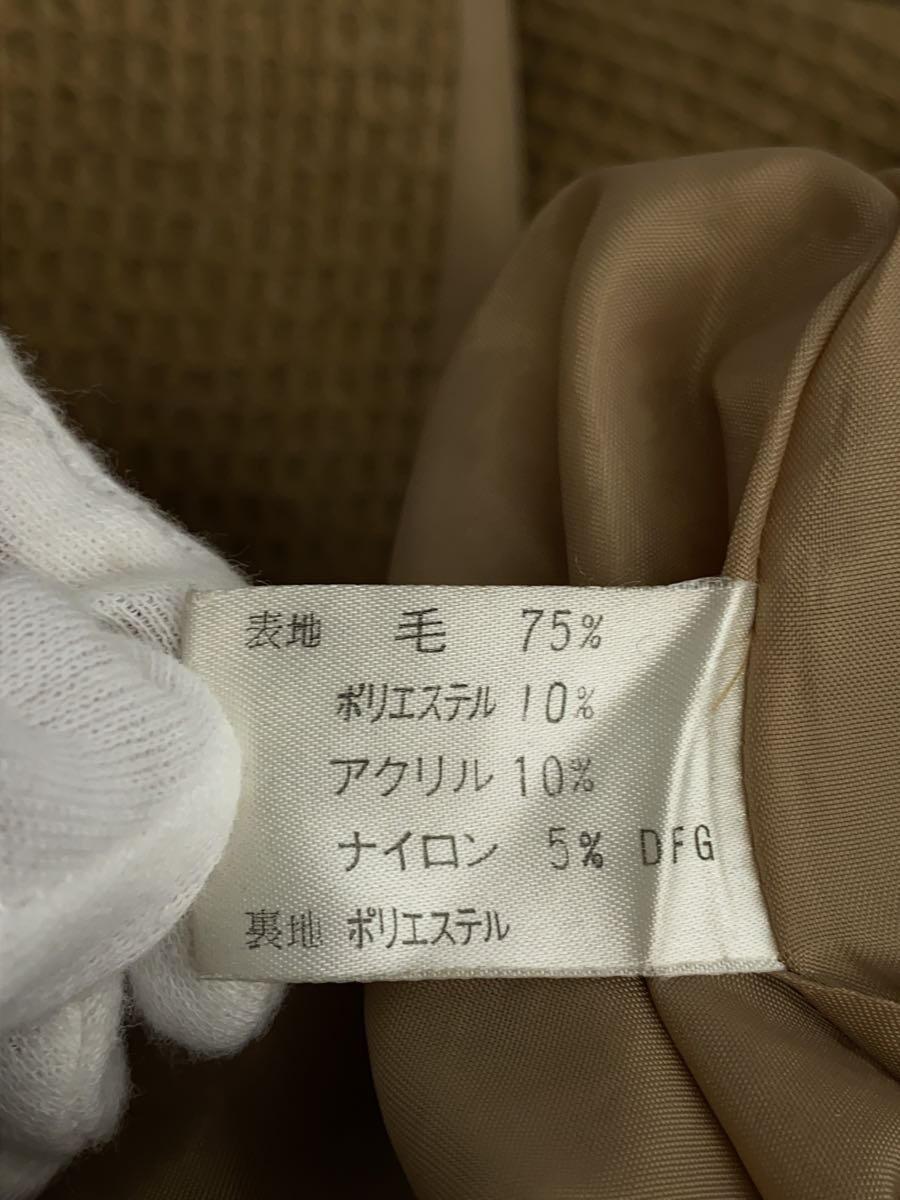 表地 毛 75%
ポリエステル 10%
アクリル 10%
ナイロン 5% DFG
裏地 ポリエステル